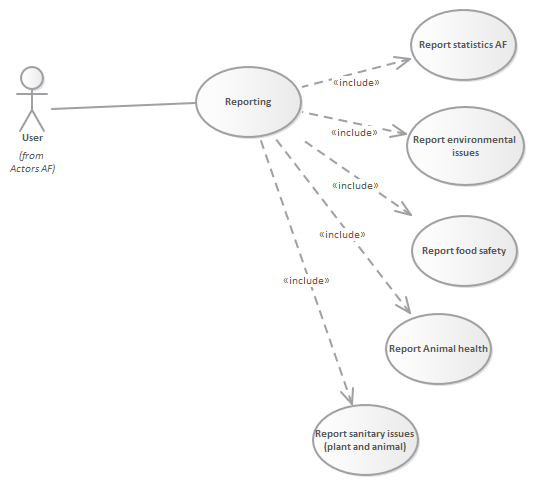 Report statistics AF
«include»
Reporting
User
(from
Actors AF)
«include»
Report environmental
issues
«include»
«include»
Report food safety
«include»
Report Animal health
Report sanitary issues
(plant and animal)